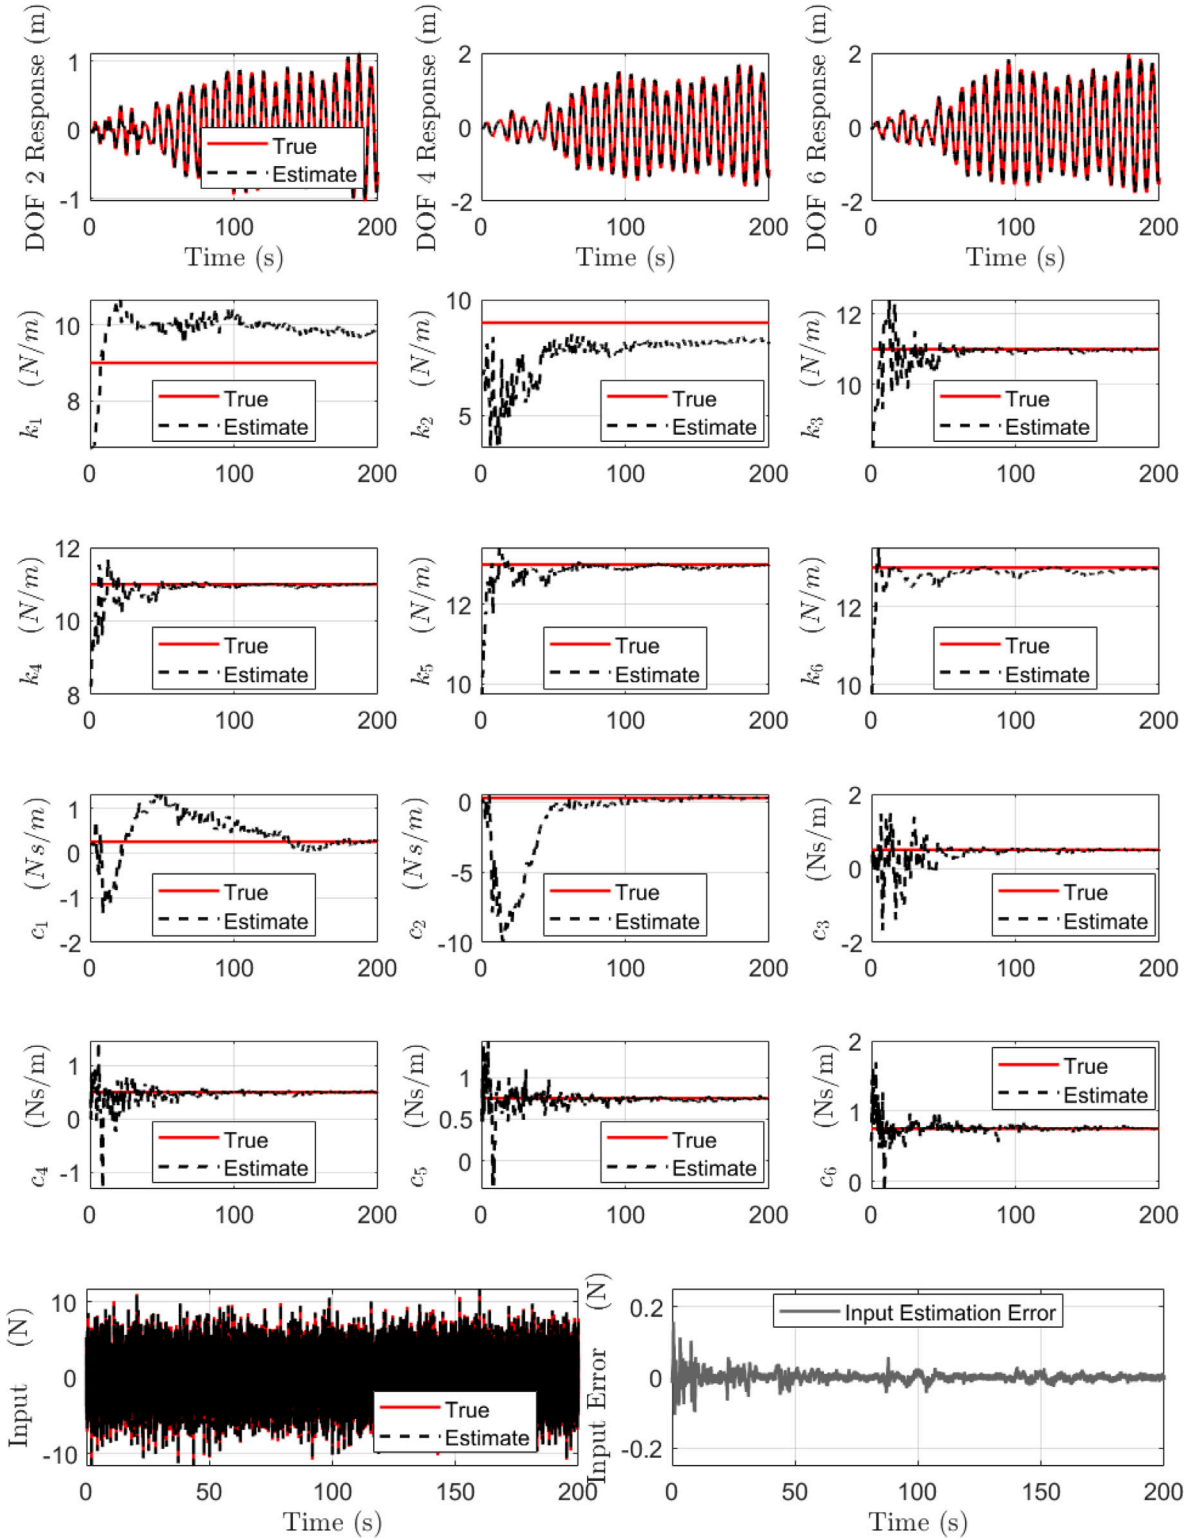 DOF 2 Response (m)
1
0
-1
True
Estimate
0 100 200
Time (s)
DOF 4 Response (m)
2
0
-2
0 100 200
Time (s)
DOF 6 Response (m)
2
0
-2
0 100 200
Time (s)
k1 (N/m)
10
8
True
Estimate
0 100 200
k2 (N/m)
10
5
True
Estimate
0 100 200
k3 (N/m)
12
10
True
Estimate
0 100 200
k4 (N/m)
12
10
8
True
Estimate
0 100 200
k5 (N/m)
12
10
True
Estimate
0 100 200
k6 (N/m)
12
10
True
Estimate
0 100 200
c1 (Ns/m)
1
0
-1
-2
True
Estimate
0 100 200
c2 (Ns/m)
0
-5
-10
True
Estimate
0 100 200
c3 (Ns/m)
2
0
-2
True
Estimate
0 100 200
c4 (Ns/m)
1
0
-1
True
Estimate
0 100 200
c5 (Ns/m)
1
0.5
0
True
Estimate
0 100 200
c6 (Ns/m)
2
1
0
True
Estimate
0 100 200
Input (N)
10
0
-10
True
Estimate
0 50 100 150 200
Time (s)
Input Error (N)
0.2
0
-0.2
Input Estimation Error
0 50 100 150 200
Time (s)